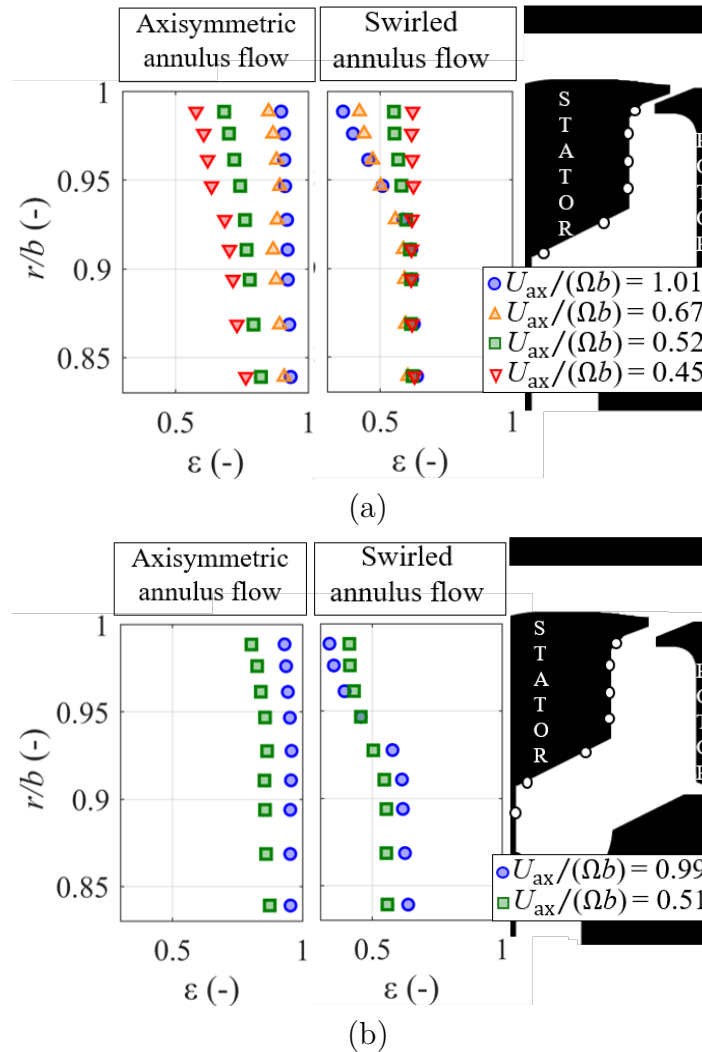 Axisymmetric
annulus flow
Swirled
annulus flow
STATOR
1
0.95
0.9
0.85
r/b (-)
0.5
1
0.5
1
ε (-)
ε (-)
U_ax/(Ωb) = 1.01
U_ax/(Ωb) = 0.67
U_ax/(Ωb) = 0.52
U_ax/(Ωb) = 0.45
(a)
Axisymmetric
annulus flow
Swirled
annulus flow
STATOR
1
0.95
0.9
0.85
r/b (-)
0.5
1
0.5
1
ε (-)
ε (-)
U_ax/(Ωb) = 0.99
U_ax/(Ωb) = 0.51
(b)